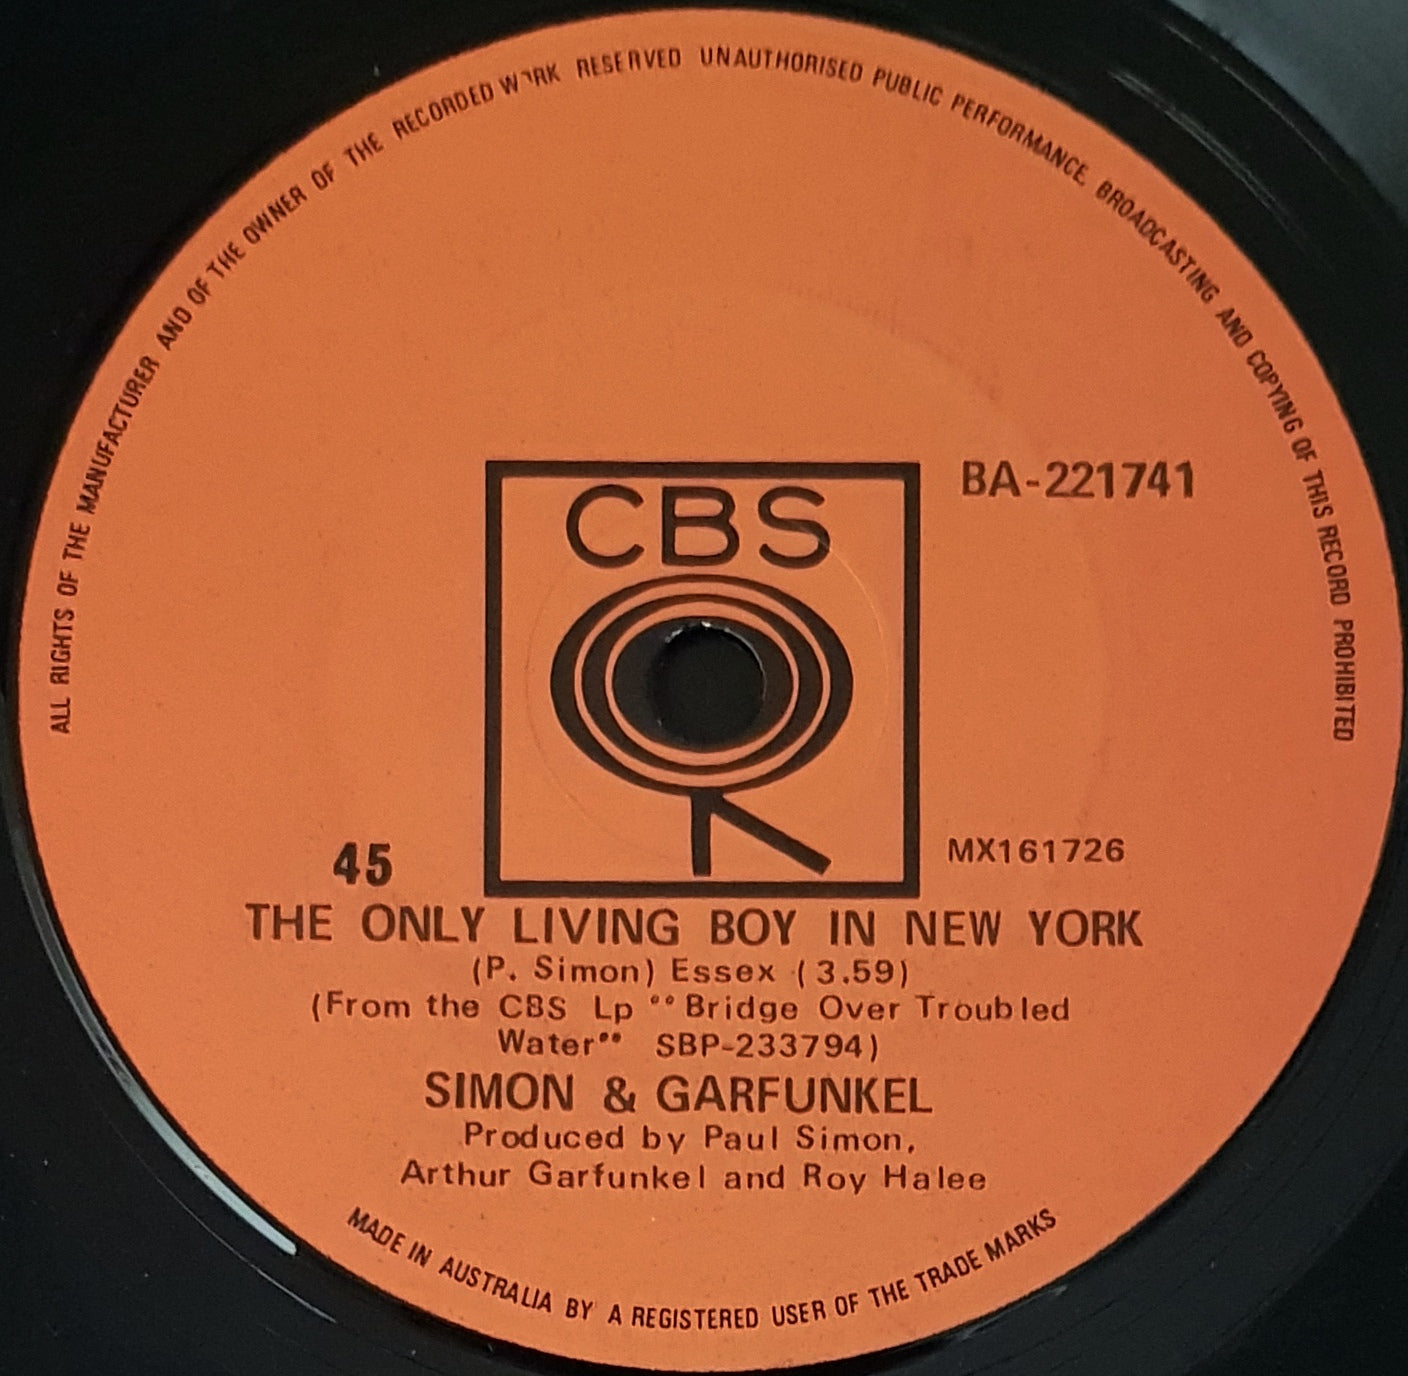 ALL RIGHTS OF THE MANUFACTURER AND OF THE OWNER OF THE RECORDED WORK RESERVED UNAUTHORISED PUBLIC PERFORMANCE, BROADCASTING AND COPYING OF THIS RECORD PROHIBITED
BA-221741
CBS
45
MX161726
THE ONLY LIVING BOY IN NEW YORK
(P. Simon) Essex (3.59)
(From the CBS Lp "Bridge Over Troubled
Water" SBP-233794)
SIMON & GARFUNKEL
Produced by Paul Simon,
Arthur Garfunkel and Roy Halee
MADE IN AUSTRALIA BY A REGISTERED USER OF THE TRADE MARKS